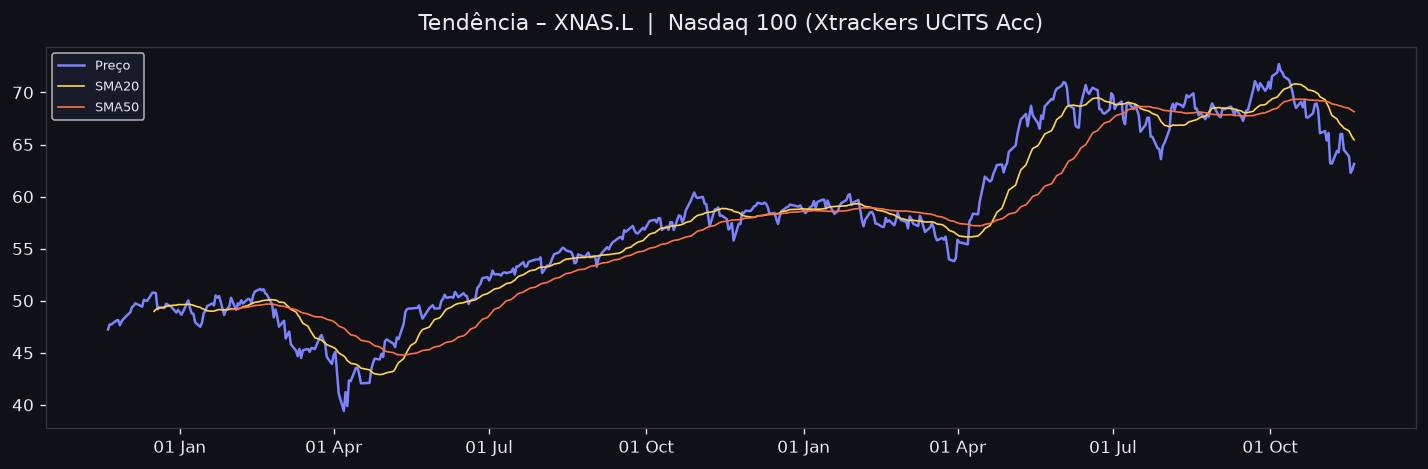 Tendência – XNAS.L | Nasdaq 100 (Xtrackers UCITS Acc)
Preço
SMA20
SMA50
70
65
60
55
50
45
40
01 Jan 01 Apr 01 Jul 01 Oct 01 Jan 01 Apr 01 Jul 01 Oct